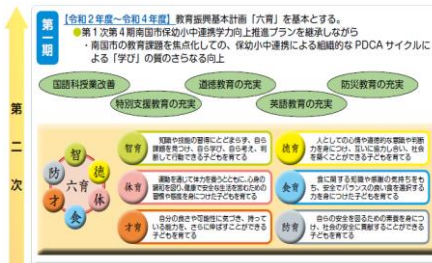 第一期
【令和2年度～令和4年度】教育振興基本計画「六育」を基本とする。
●第1次第4期南国市保幼小中連携学力向上推進プランを継承しながら
・南国市の教育課題を焦点化しての、保幼小中連携による組織的なPDCAサイクルに
よる「学び」の質のさらなる向上
国語科授業改善
道徳教育の充実
防災教育の充実
特別支援教育の充実
英語教育の充実
第二次
智
徳
体
食
才
防
六育
智育
知識や技能の習得にとどまらず、自ら
課題を見つけ、自ら学び、自ら考え、判
断して行動できる子どもを育てる
徳育
人としての心情や道徳的な意識や判断
力を身につけ、互いに協力し合い、社会
を築くことができる子どもを育てる
体育
運動を通して体力を養うとともに、心身の
調和を図り、健康で安全な生活を営むための
習慣や態度を身につけた子どもを育てる
食育
食に関する知識や感謝の気持ちをも
ち、安全でバランスの良い食を選択する
力を身につけた子どもを育てる
才育
自分の良さや可能性に気づき、持って
いる能力を、さらに伸ばすことができる
子どもを育てる
防育
自らの安全を図るための素養を身につ
け、社会の安全に貢献することができる
子どもを育てる